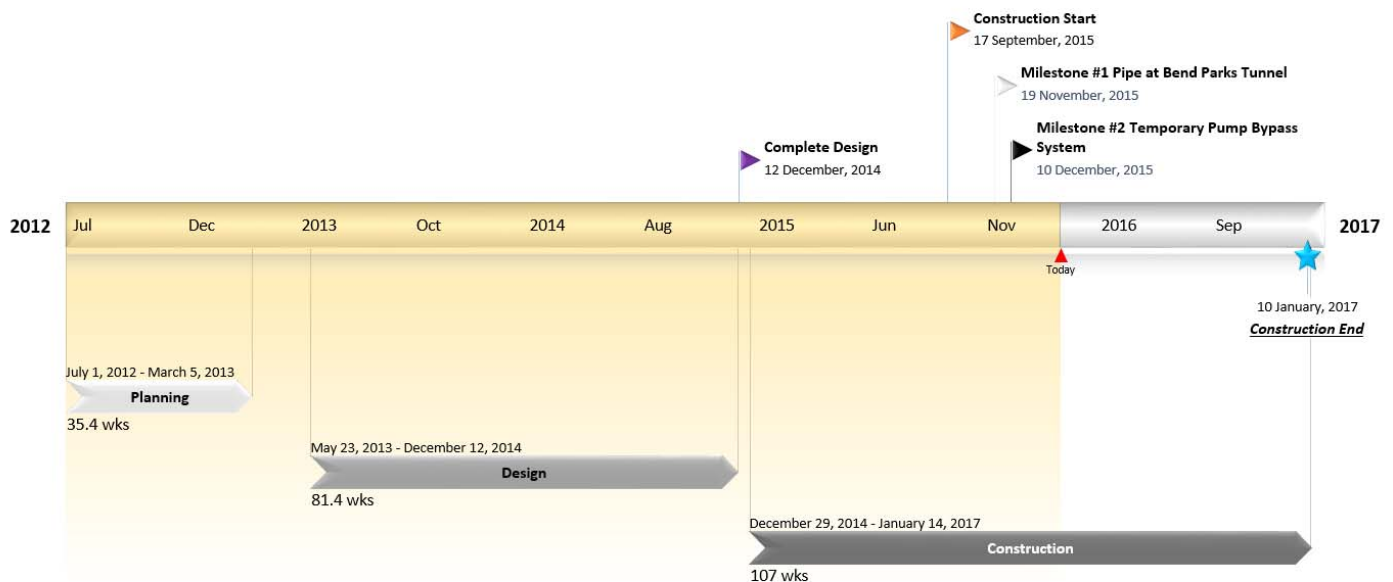 Construction Start
17 September, 2015
Milestone #1 Pipe at Bend Parks Tunnel
19 November, 2015
Milestone #2 Temporary Pump Bypass
System
10 December, 2015
Complete Design
12 December, 2014
2012 Jul Dec 2013 Oct 2014 Aug 2015 Jun Nov 2016 Sep 2017
Today
10 January, 2017
Construction End
July 1, 2012 - March 5, 2013
Planning
35.4 wks
May 23, 2013 - December 12, 2014
Design
81.4 wks
December 29, 2014 - January 14, 2017
Construction
107 wks